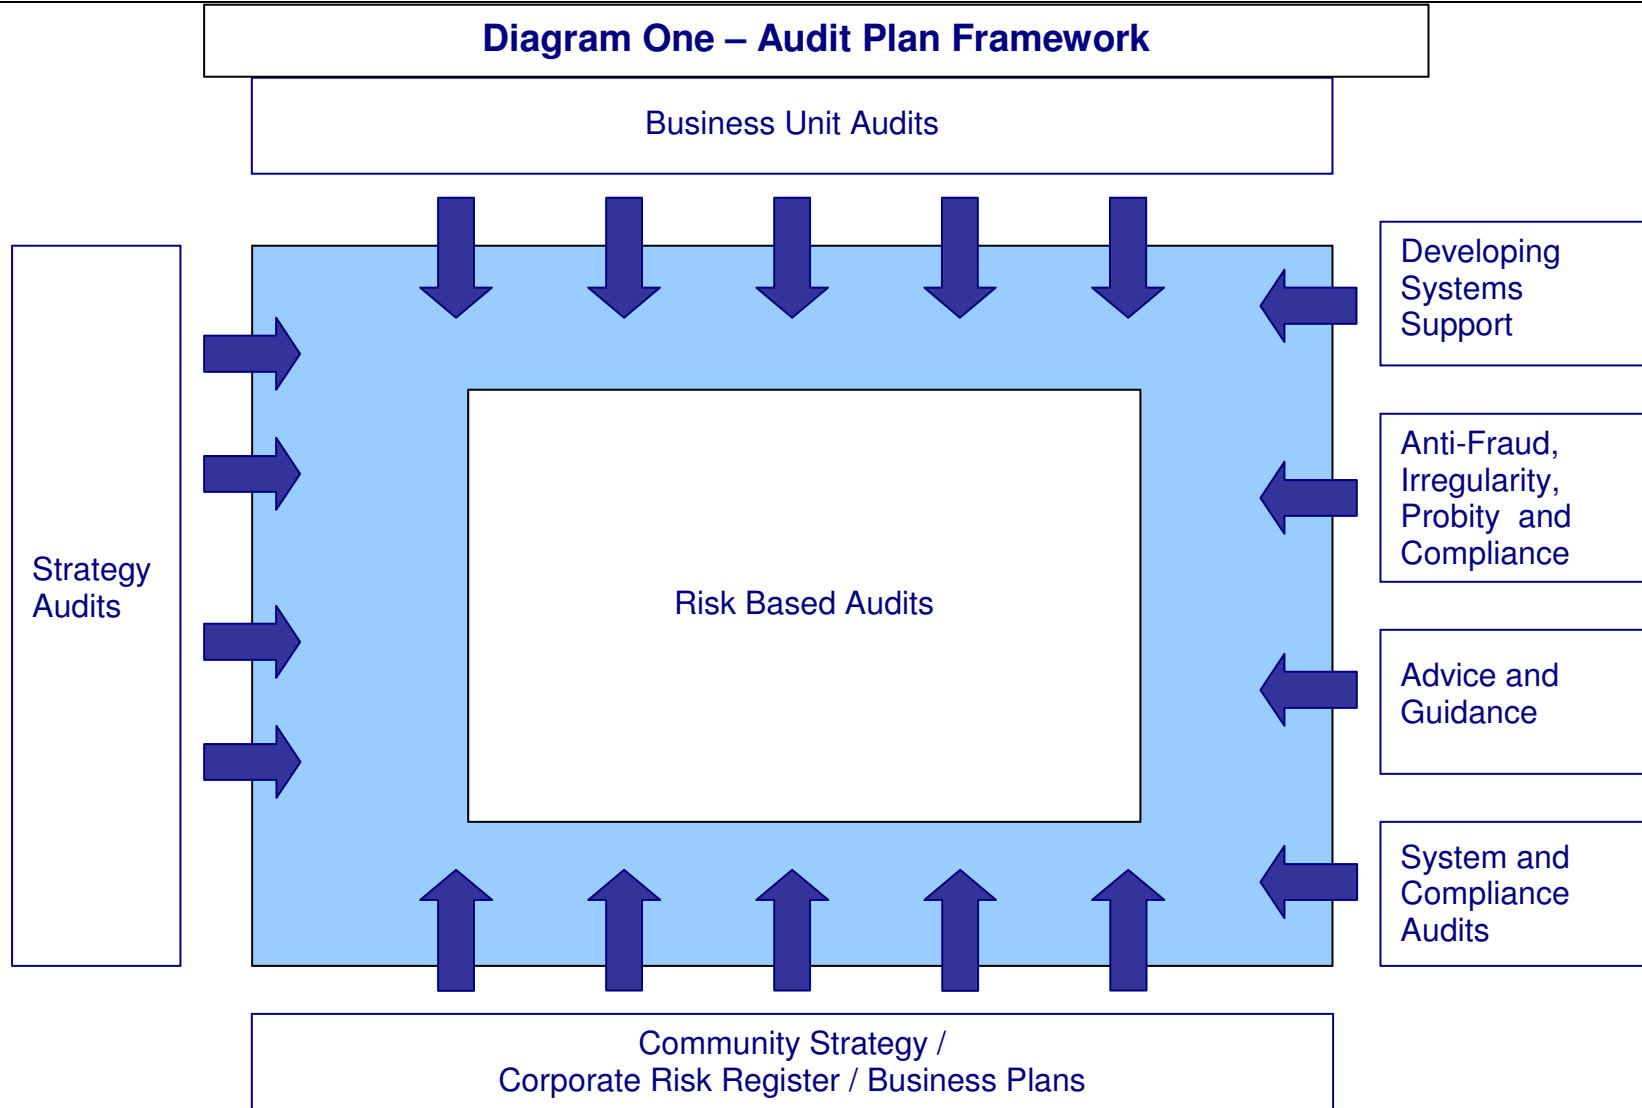 Diagram One – Audit Plan Framework
Business Unit Audits
Developing
Systems
Support
Anti-Fraud,
Irregularity,
Probity and
Compliance
Strategy
Audits
Risk Based Audits
Advice and
Guidance
System and
Compliance
Audits
Community Strategy /
Corporate Risk Register / Business Plans